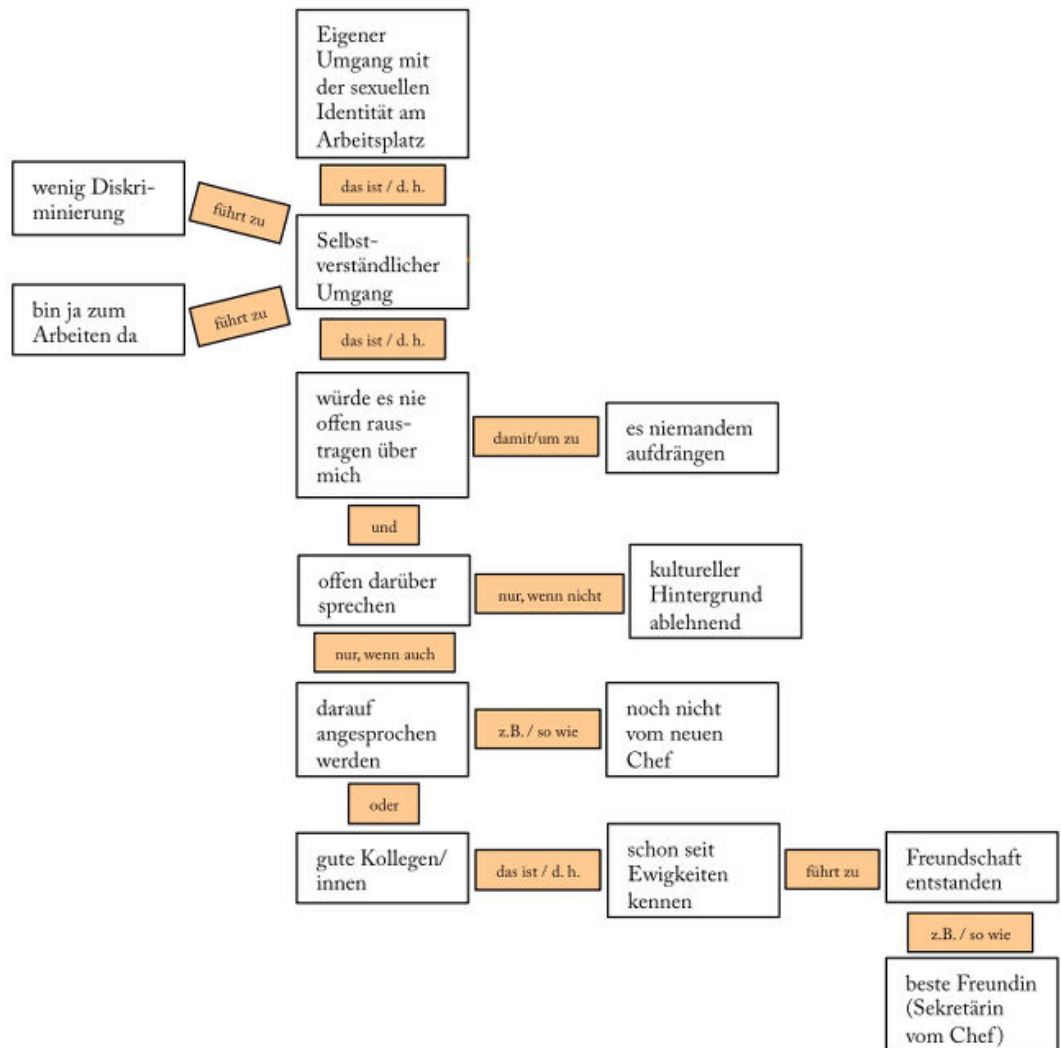 Eigener
Umgang mit
der sexuellen
Identität am
Arbeitsplatz
das ist / d. h.
wenig Diskri-
minierung
führt zu
Selbst-
verständlicher
Umgang
bin ja zum
Arbeiten da
führt zu
das ist / d. h.
würde es nie
offen raus-
tragen über
mich
damit/um zu
es niemandem
aufdrängen
und
offen darüber
sprechen
nur, wenn nicht
kultureller
Hintergrund
ablehnend
nur, wenn auch
darauf
angesprochen
werden
z.B. / so wie
noch nicht
vom neuen
Chef
oder
gute Kollegen/
innen
das ist / d. h.
schon seit
Ewigkeiten
kennen
führt zu
Freundschaft
entstanden
z.B. / so wie
beste Freundin
(Sekretärin
vom Chef)